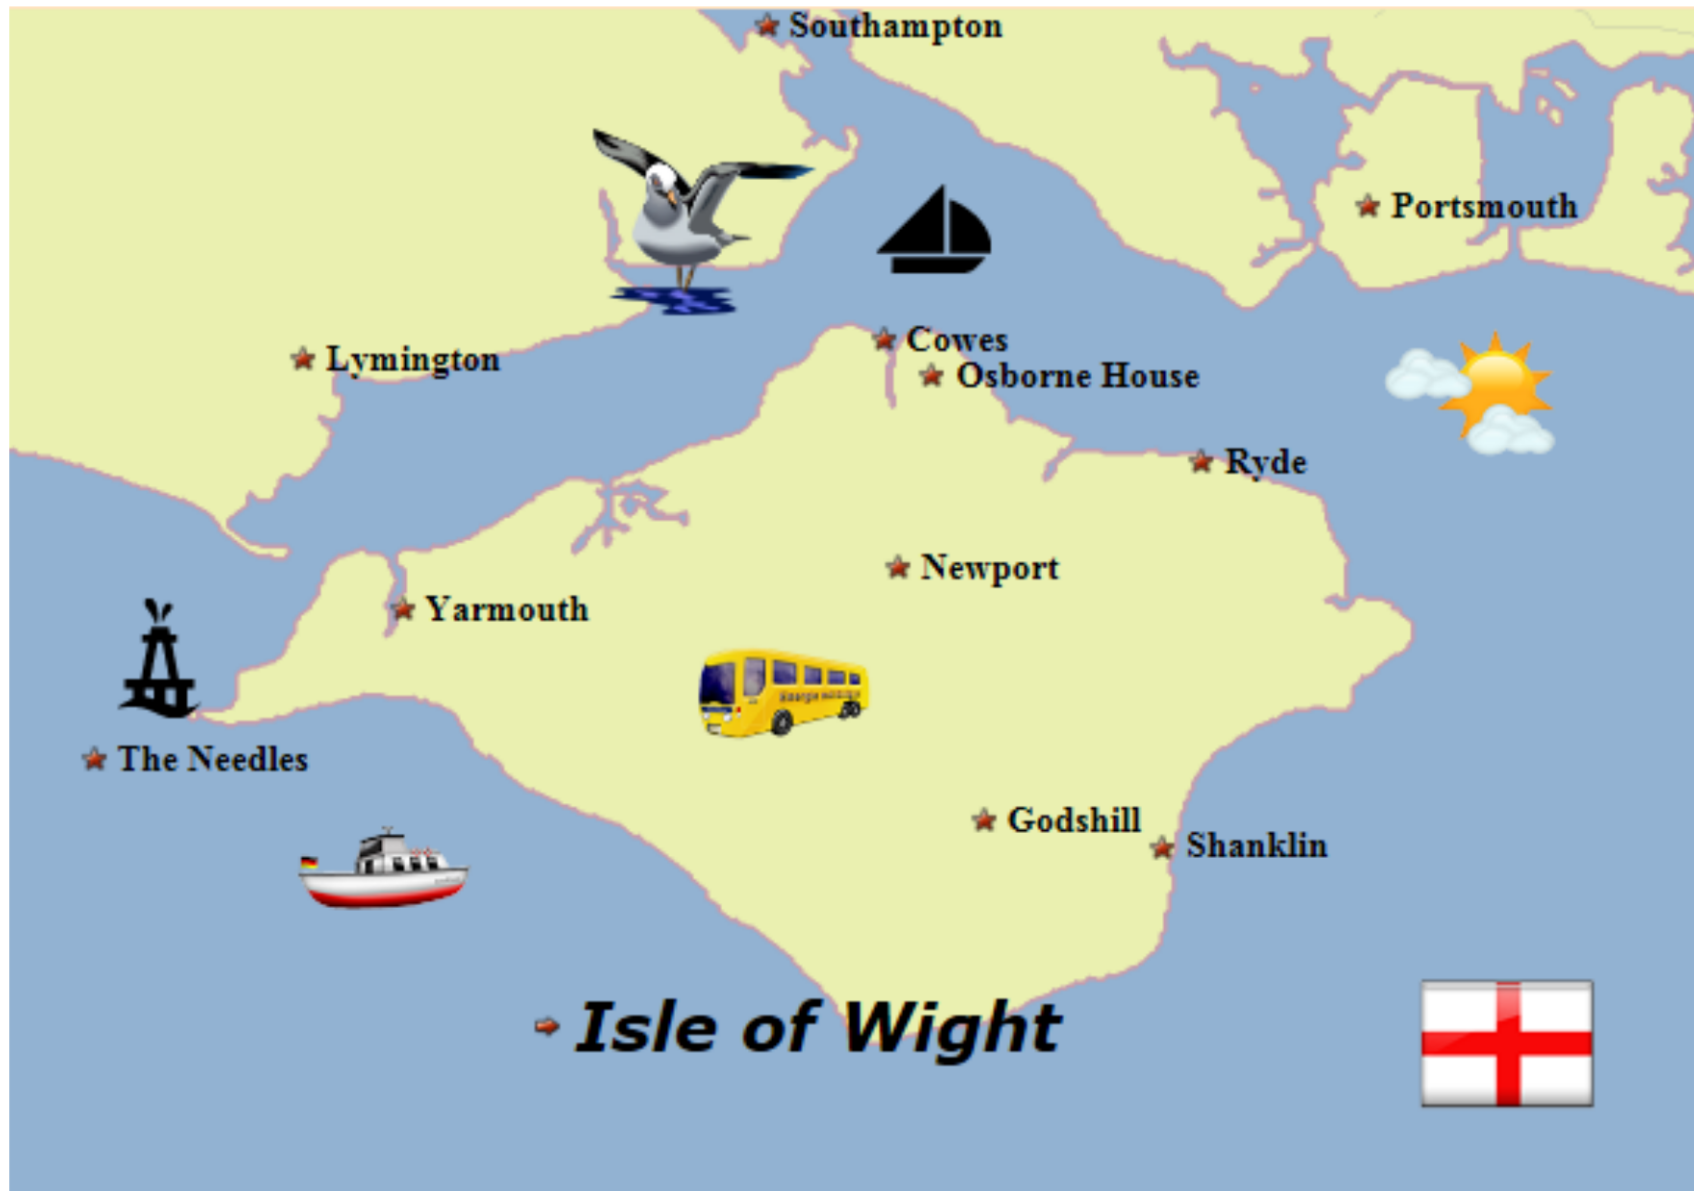 Southampton
Portsmouth
Cowes
Lymington
Osborne House
Ryde
Newport
Yarmouth
The Needles
Godshill
Shanklin
Isle of Wight